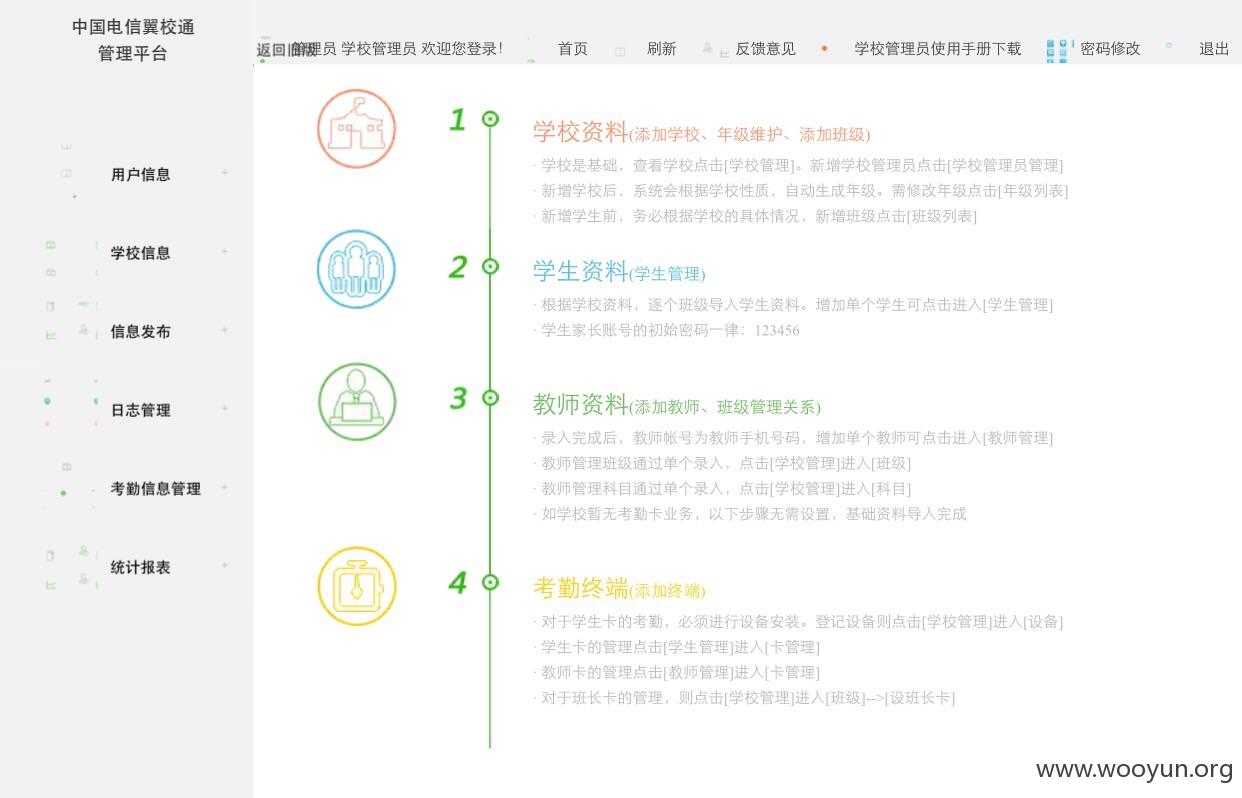 中国电信翼校通
管理平台
返回旧版
管理员 学校管理员 欢迎您登录！
首页
刷新
反馈意见
学校管理员使用手册下载
密码修改
退出
用户信息 +
学校信息 +
信息发布 +
日志管理 +
考勤信息管理 +
统计报表 +
1
学校资料(添加学校、年级维护、添加班级)
· 学校是基础，查看学校点击[学校管理]。新增学校管理员点击[学校管理员管理]
· 新增学校后，系统会根据学校性质，自动生成年级。需修改年级点击[年级列表]
· 新增学生前，务必根据学校的具体情况，新增班级点击[班级列表]
2
学生资料(学生管理)
· 根据学校资料，逐个班级导入学生资料。增加单个学生可点击进入[学生管理]
· 学生家长账号的初始密码一律：123456
3
教师资料(添加教师、班级管理关系)
· 录入完成后，教师帐号为教师手机号码，增加单个教师可点击进入[教师管理]
· 教师管理班级通过单个录入，点击[学校管理]进入[班级]
· 教师管理科目通过单个录入，点击[学校管理]进入[科目]
· 如学校暂无考勤卡业务，以下步骤无需设置，基础资料导入完成
4
考勤终端(添加终端)
· 对于学生卡的考勤，必须进行设备安装。登记设备则点击[学校管理]进入[设备]
· 学生卡的管理点击[学生管理]进入[卡管理]
· 教师卡的管理点击[教师管理]进入[卡管理]
· 对于班长卡的管理，则点击[学校管理]进入[班级]-->[设班长卡]
www.wooyun.org